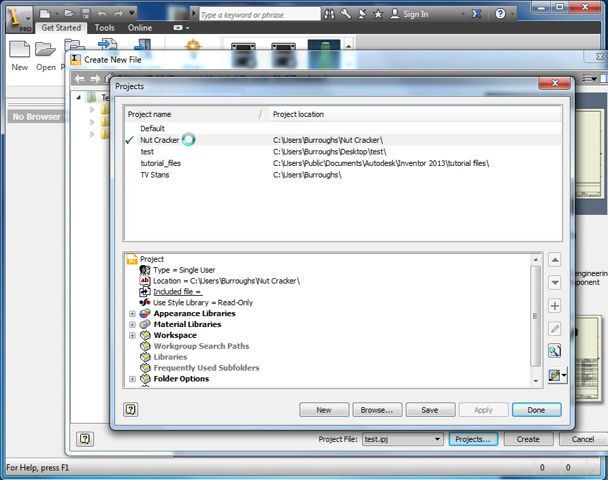 Type a keyword or phrase
Sign In
PRO
Get Started
Tools
Online
New
Open
Create New File
No Browser
Projects
Project name / Project location
Default
Nut Cracker C:\Users\Burroughs\Nut Cracker\
test C:\Users\Burroughs\Desktop\test\
tutorial_files C:\Users\Public\Documents\Autodesk\Inventor 2013\tutorial files\
TV Stans C:\Users\Burroughs\
Project
Type = Single User
Location = C:\Users\Burroughs\Nut Cracker\
Included file =
Use Style Library = Read-Only
Appearance Libraries
Material Libraries
Workspace
Workgroup Search Paths
Libraries
Frequently Used Subfolders
Folder Options
New Browse... Save Apply Done
Project File: test.ipj Projects... Create Cancel
For Help, press F1 0 0